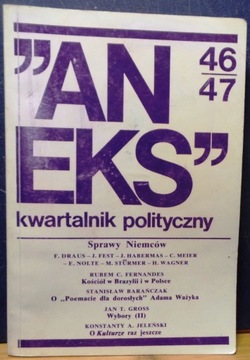 "AN
EKS"
46
47
kwartalnik polityczny
Sprawy Niemców
F. DRAUS – J. FEST – J. HABERMAS – C. MEIER
– E. NOLTE – M. STÜRMER – H. WAGNER
RUBEM C. FERNANDES
Kościół w Brazylii i w Polsce
STANISŁAW BARAŃCZAK
O „Poemacie dla dorosłych" Adama Ważyka
JAN T. GROSS
Wybory (II)
KONSTANTY A. JELEŃSKI
O Kulturze raz jeszcze